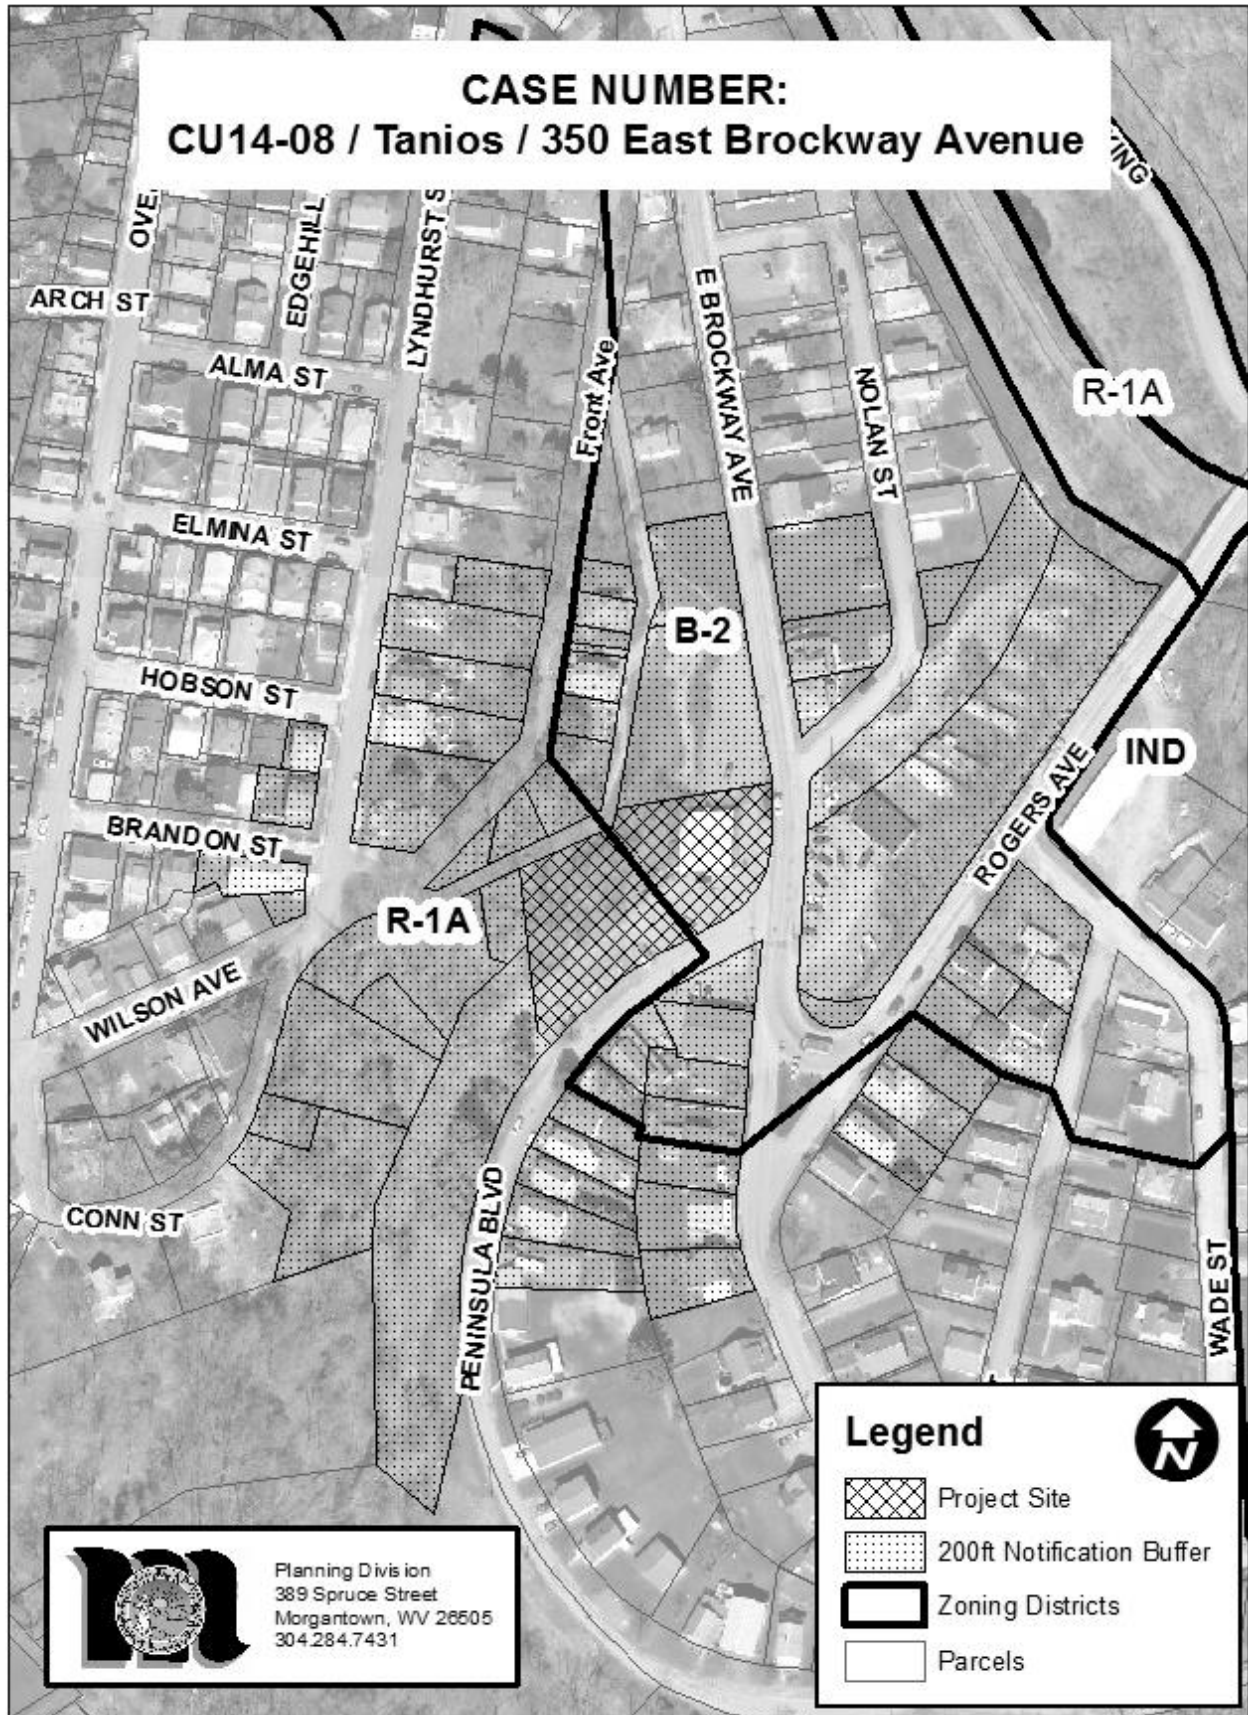 CASE NUMBER:
CU14-08 / Tanios / 350 East Brockway Avenue
KING
OVE
EDGEHILL
LYNDHURST S
ARCH ST
ALMA ST
Front Ave
E BROCKWAY AVE
NOLAN ST
R-1A
ELMINA ST
B-2
HOBSON ST
IND
BRANDON ST
ROGERS AVE
R-1A
WILSON AVE
CONN ST
PENINSULA BLVD
WADE ST
Legend
N
Project Site
200ft Notification Buffer
Zoning Districts
Parcels
Planning Division
389 Spruce Street
Morgantown, WV 26505
304.284.7431